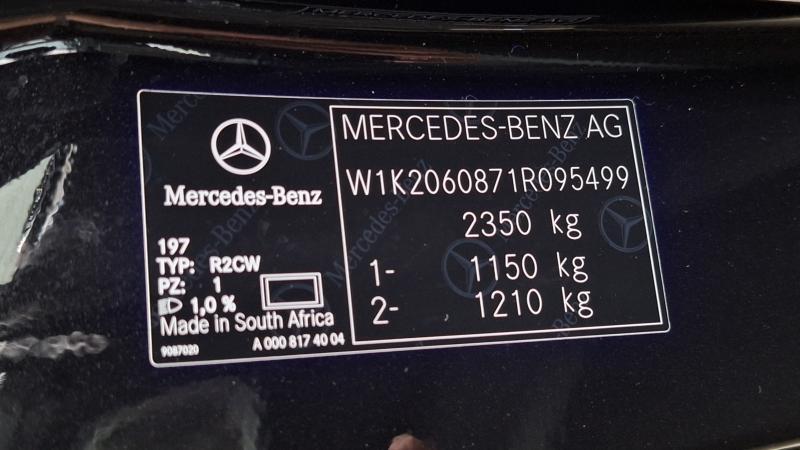 Mercedes-Benz
197
TYP: R2CW
PZ: 1
1,0 %
Made in South Africa
9087020 A 000 817 40 04
MERCEDES-BENZ AG
W1K2060871R095499
2350 kg
1- 1150 kg
2- 1210 kg